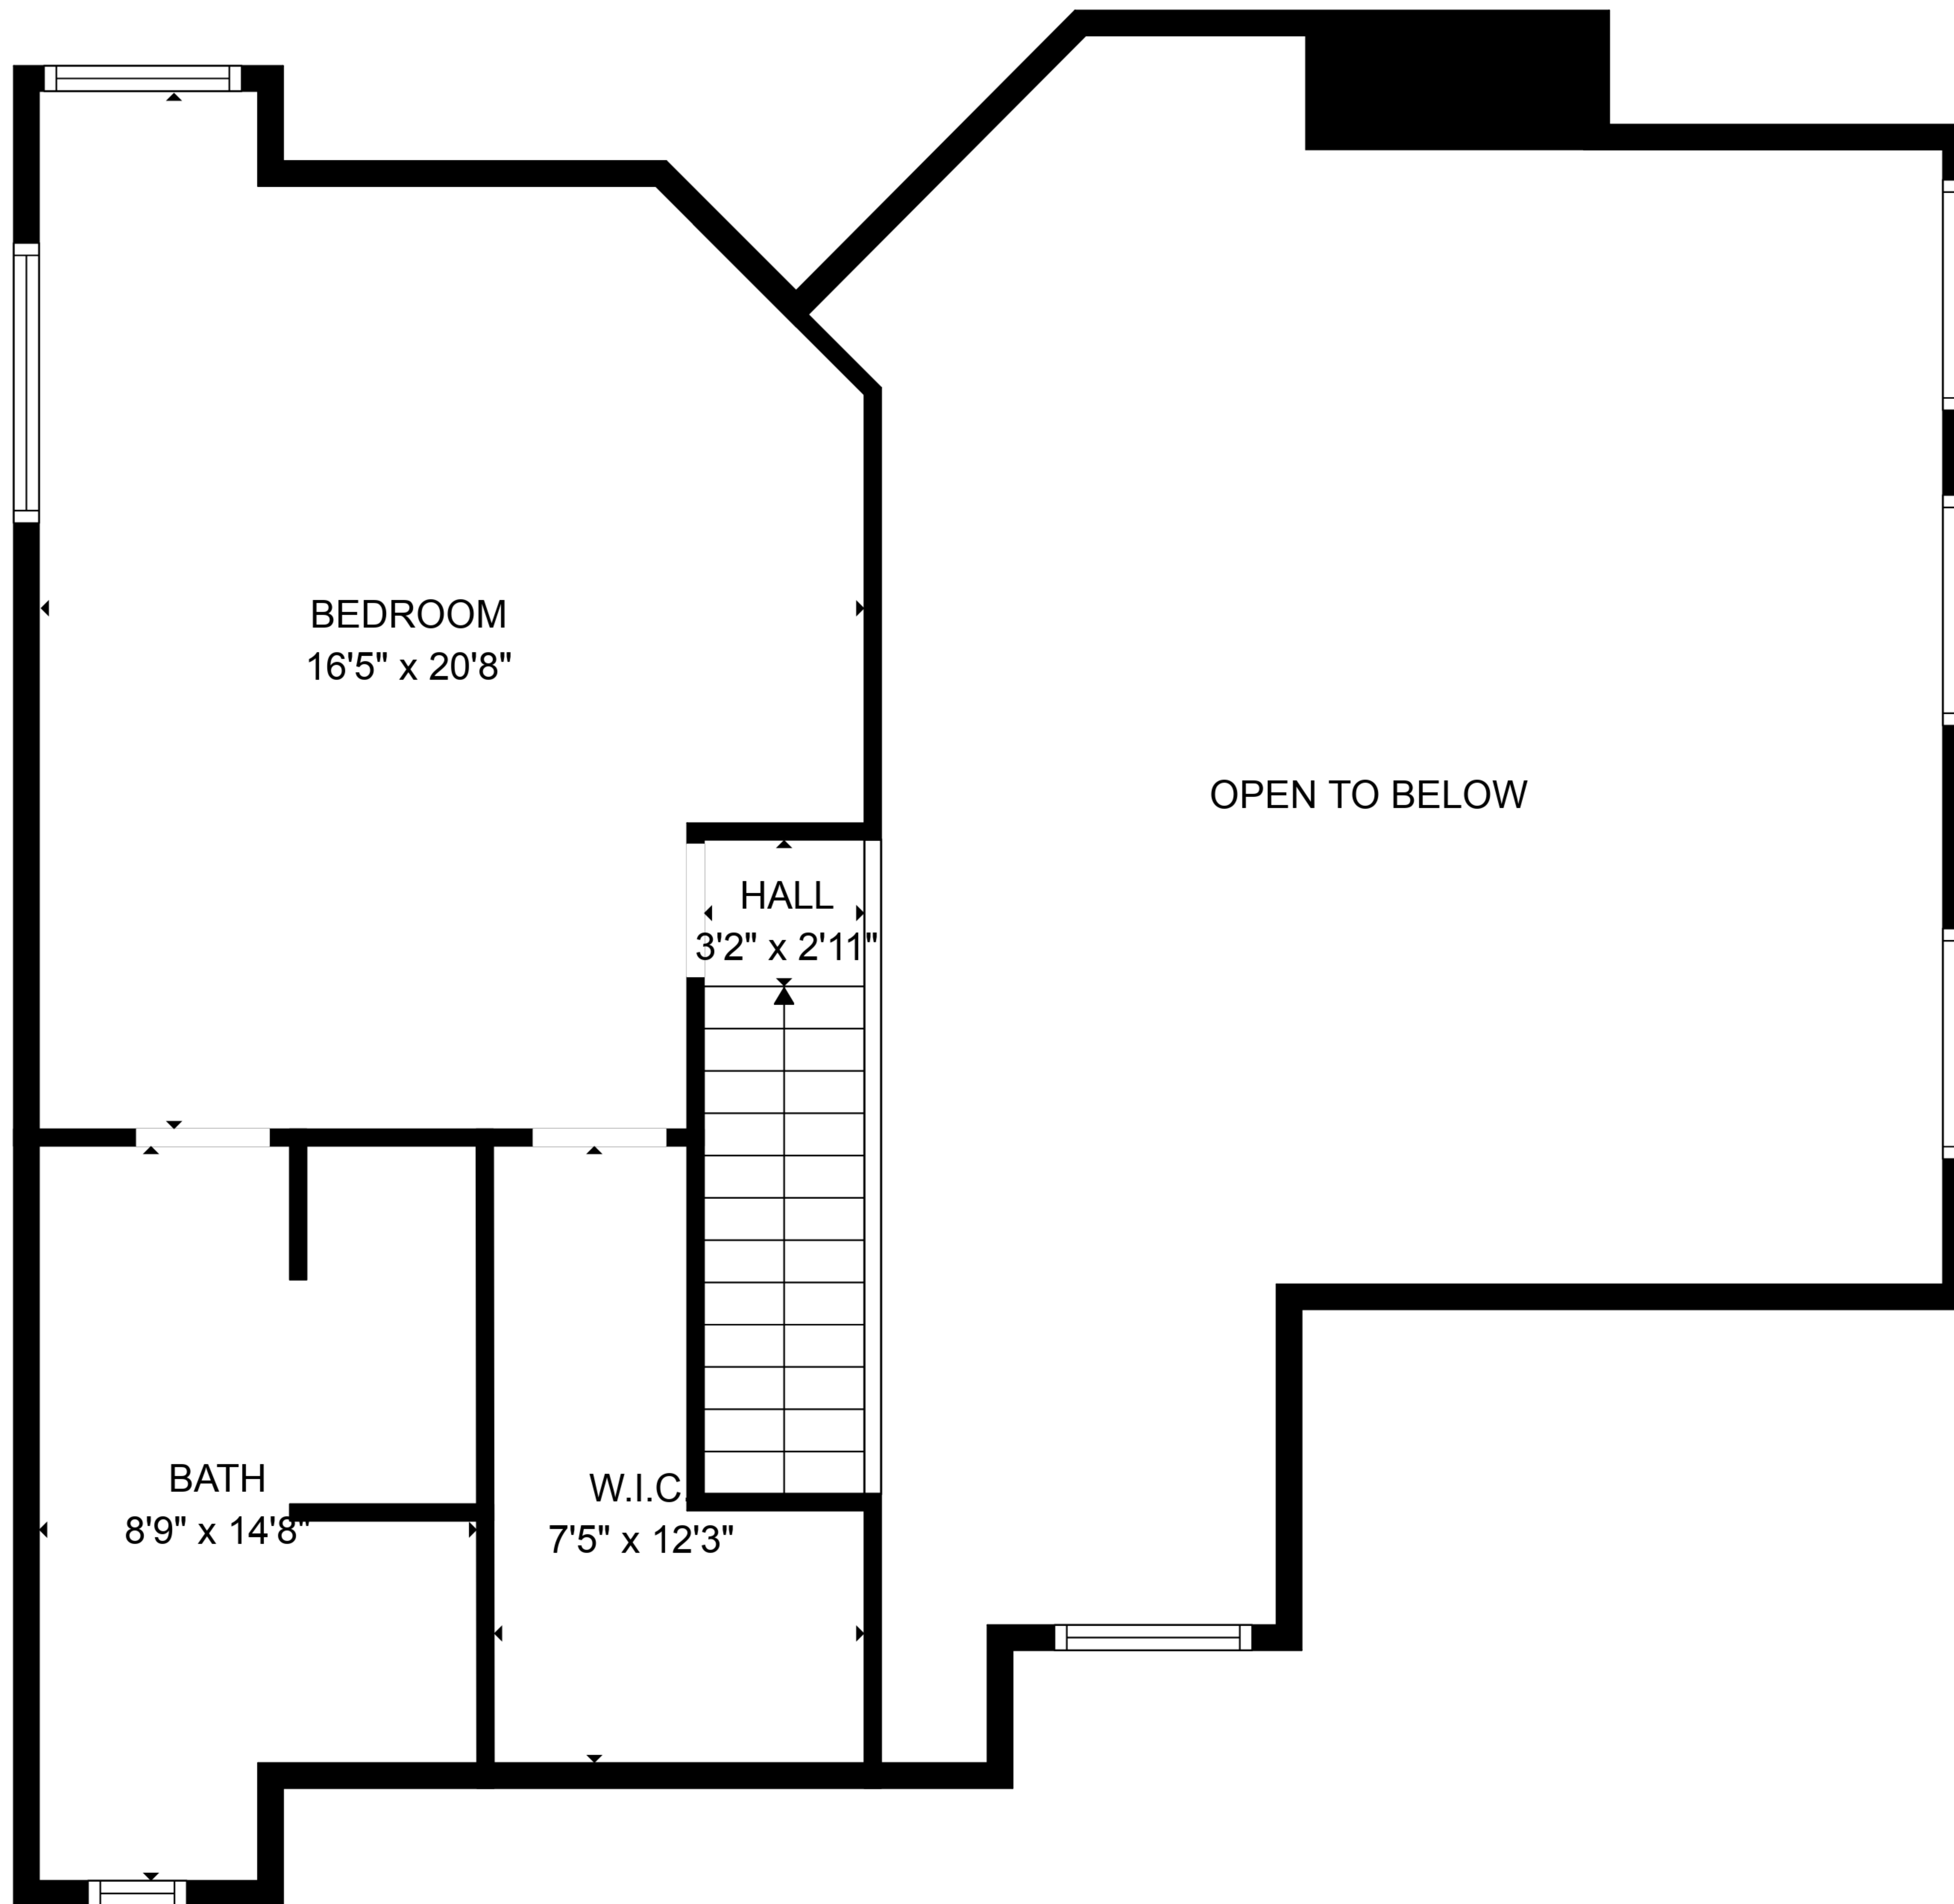 BEDROOM
16'5" x 20'8"
OPEN TO BELOW
HALL
3'2" x 2'11"
BATH
8'9" x 14'8"
W.I.C.
7'5" x 12'3"